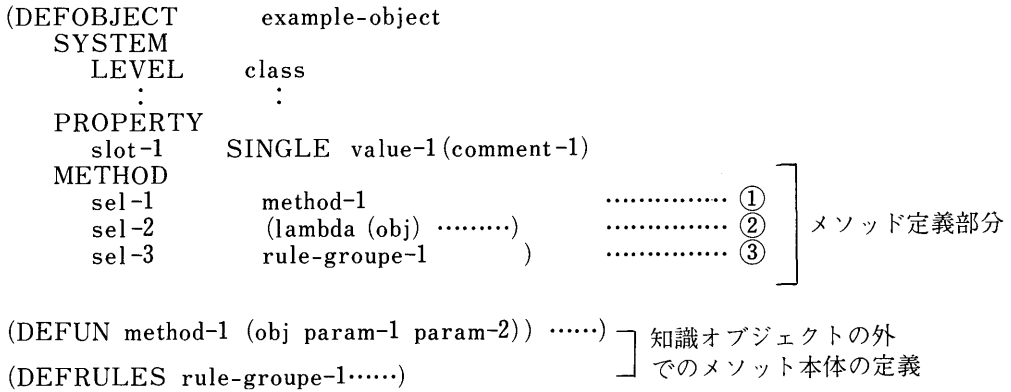 (DEFOBJECT example-object
SYSTEM
LEVEL class
： ：
PROPERTY
slot-1 SINGLE value-1(comment-1)
METHOD
sel-1 method-1 …………… ①
sel-2 (lambda (obj) ………) …………… ②
sel-3 rule-groupe-1 ) …………… ③
メソッド定義部分
(DEFUN method-1 (obj param-1 param-2)) ……)
(DEFRULES rule-groupe-1……)
知識オブジェクトの外
でのメソット本体の定義